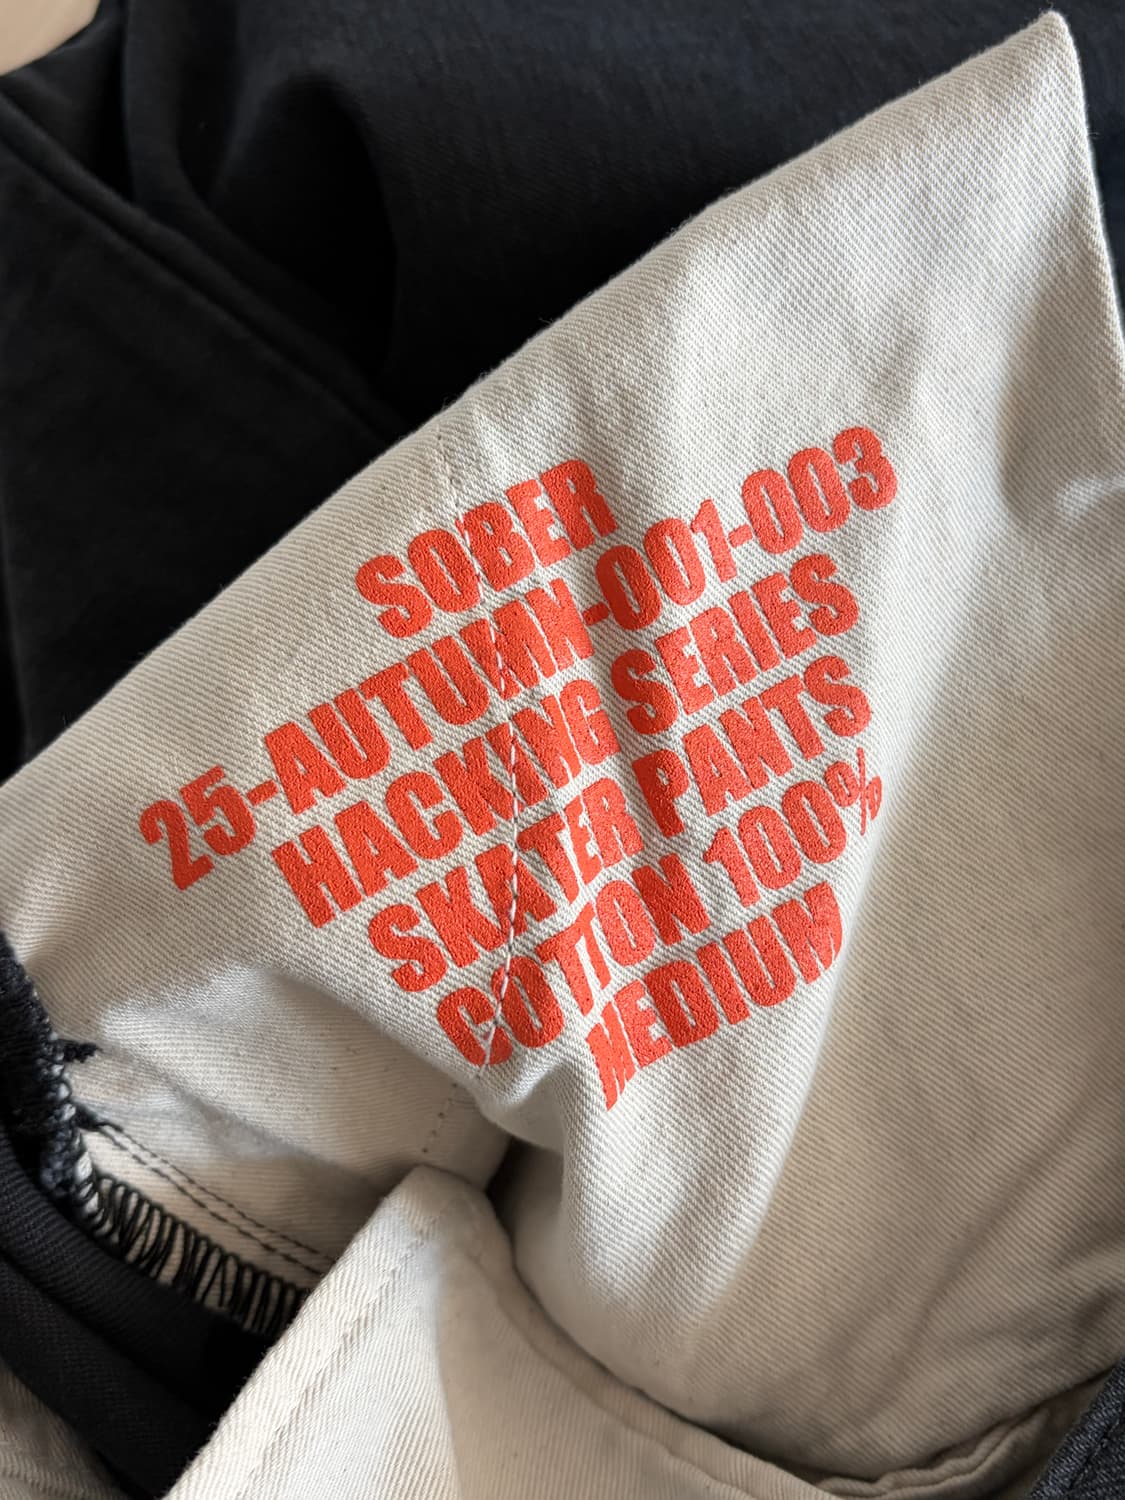 SOBER
25-AUTUMN-001-003
HACKING SERIES
SKATER PANTS
COTTON 100%
MEDIUM